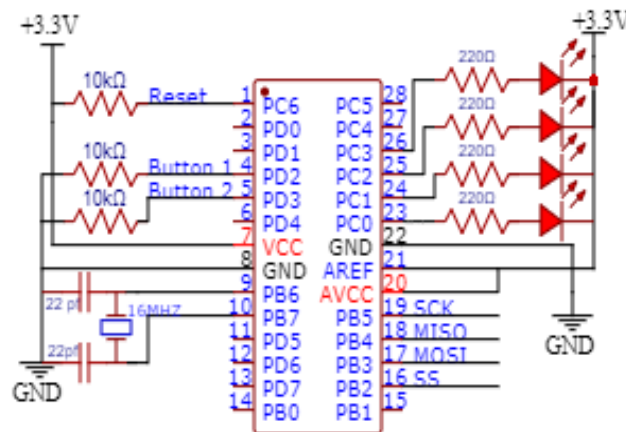 +3.3V
+3.3V
10kΩ
Reset
220Ω
1 PC6 PC5 28
2 PD0 PC4 27
220Ω
3 PD1 PC3 26
10kΩ
Button 1
4 PD2 PC2 25
220Ω
10kΩ
Button 2
5 PD3 PC1 24
6 PD4 PC0 23
220Ω
7 VCC GND 22
8 GND AREF 21
9 PB6 AVCC 20
22 pf
16MHZ
10 PB7 PB5 19 SCK
11 PD5 PB4 18 MISO
22pf
12 PD6 PB3 17 MOSI
13 PD7 PB2 16 SS
14 PB0 PB1 15
GND
GND